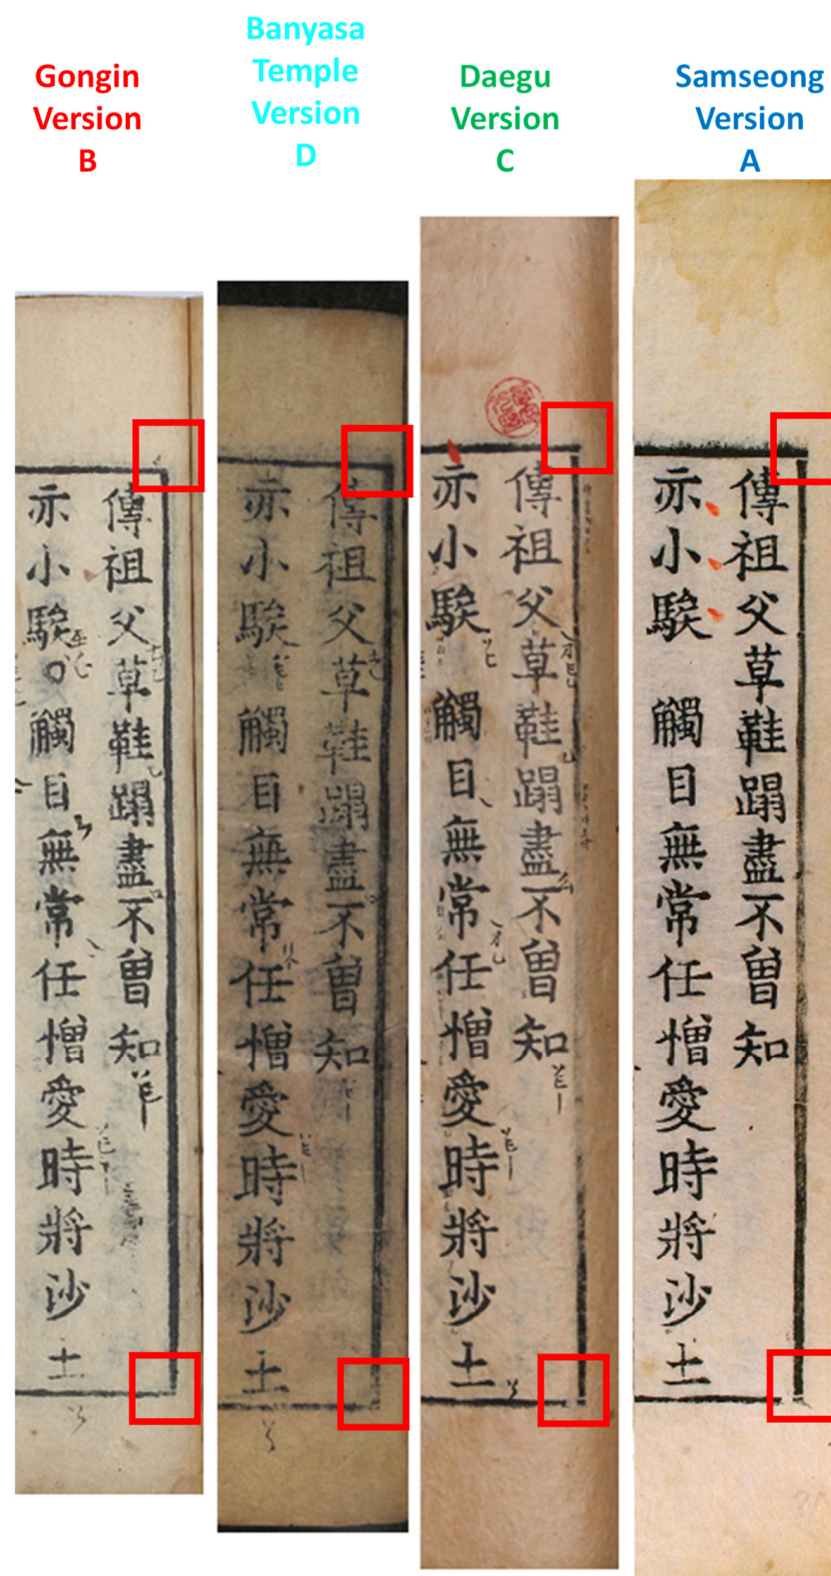 Gongin
Version
B
Banyasa
Temple
Version
D
Daegu
Version
C
Samseong
Version
A
傳祖父草鞋蹋盡不曾知
亦小騃○觸目無常任憎愛時將沙土
傳祖父草鞋蹋盡不曾知
亦小騃 觸目無常任憎愛時將沙土
傳祖父草鞋蹋盡不曾知
亦小騃 觸目無常任憎愛時將沙土
傳祖父草鞋蹋盡不曾知
亦小騃 觸目無常任憎愛時將沙土